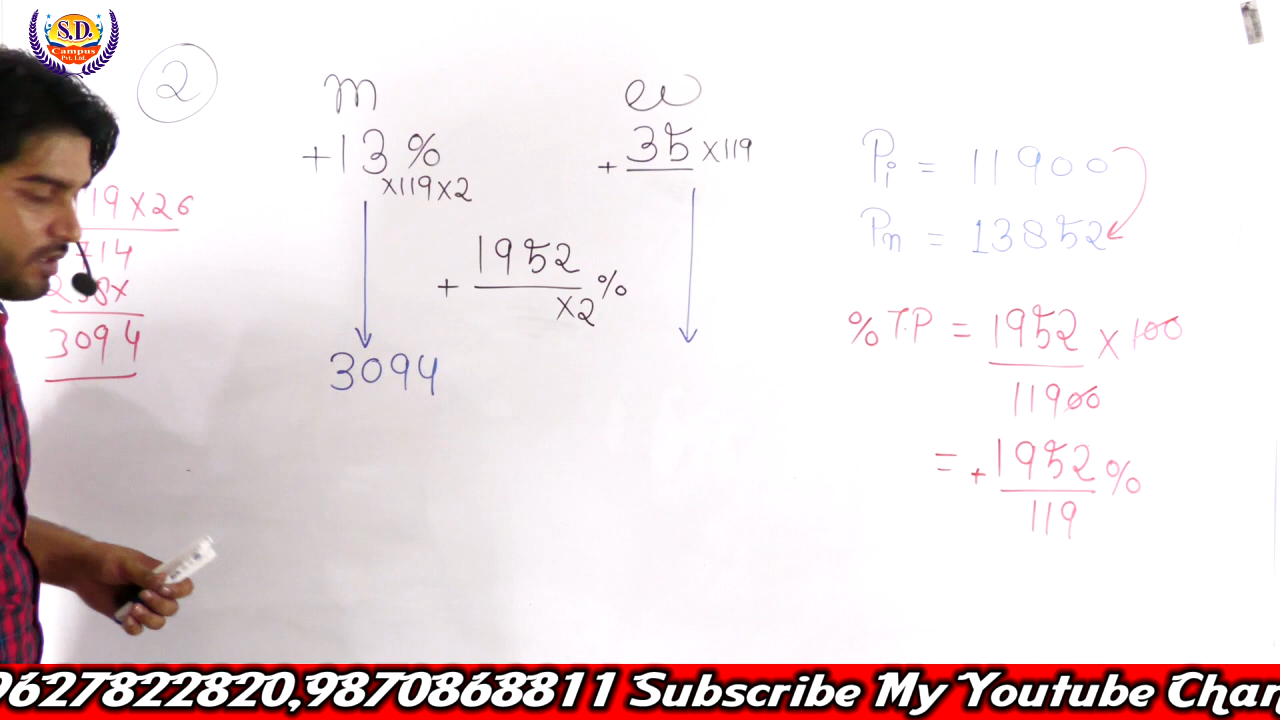 S.D.
Campus
Pvt. Ltd.
2
m
+13%
×119×2
w
+ 35 ×119
+ 1952
×2 %
3094
19×26
714
238×
3094
Pi = 11900
Pn = 13852
% T.P = 1952 × 100
11900
= + 1952 %
119
9627822820,9870868811 Subscribe My Youtube Chan